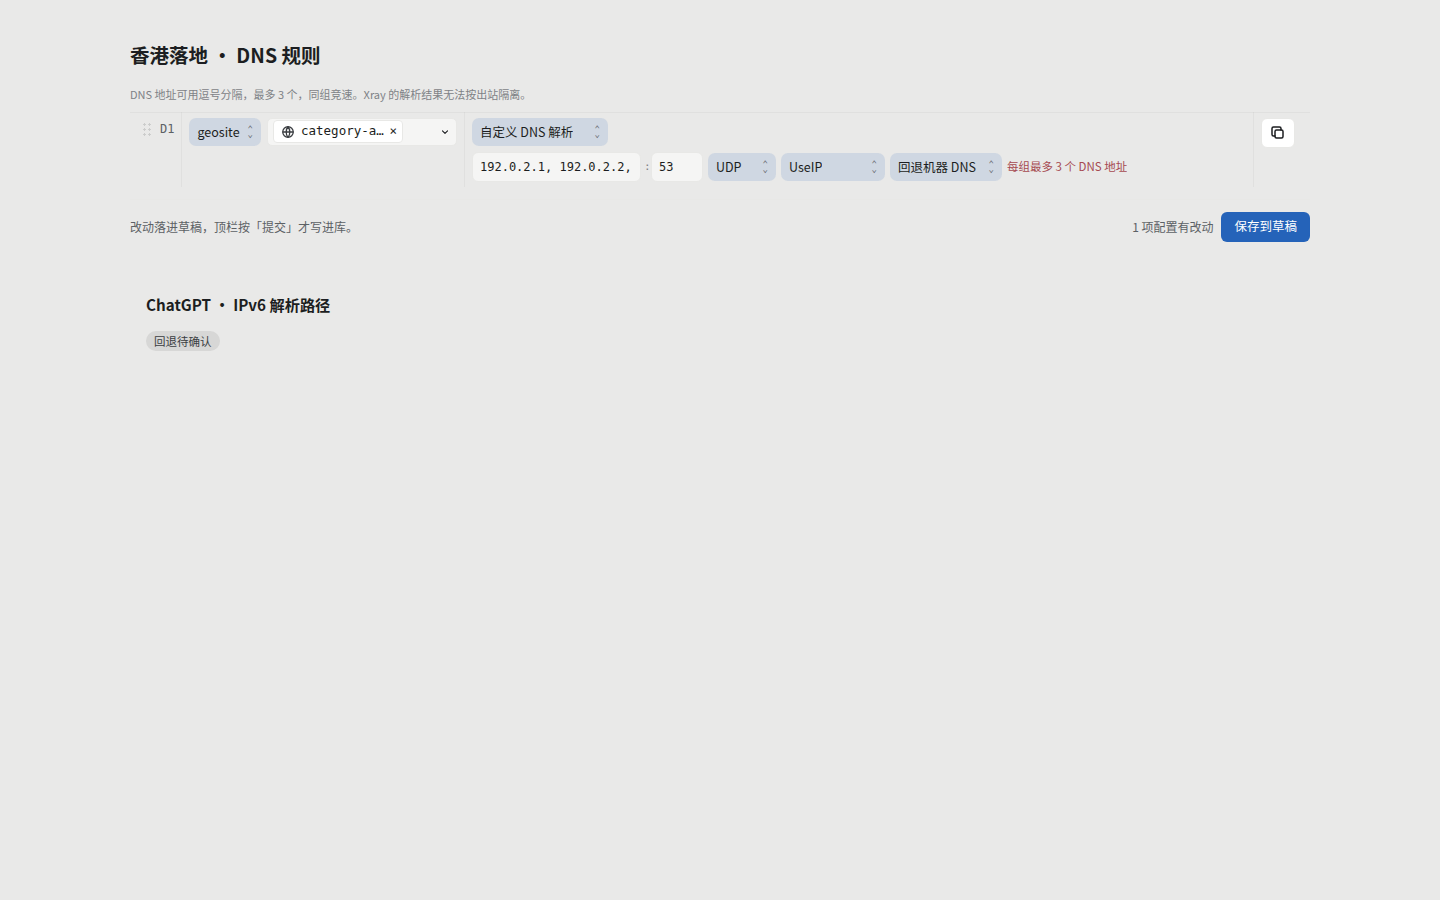 香港落地 · DNS 规则
DNS 地址可用逗号分隔，最多 3 个，同组竞速。Xray 的解析结果无法按出站隔离。
D1 geosite category-a… × 自定义 DNS 解析
192.0.2.1, 192.0.2.2, : 53 UDP UseIP 回退机器 DNS 每组最多 3 个 DNS 地址
改动落进草稿，顶栏按「提交」才写进库。 1 项配置有改动 保存到草稿
ChatGPT · IPv6 解析路径
回退待确认